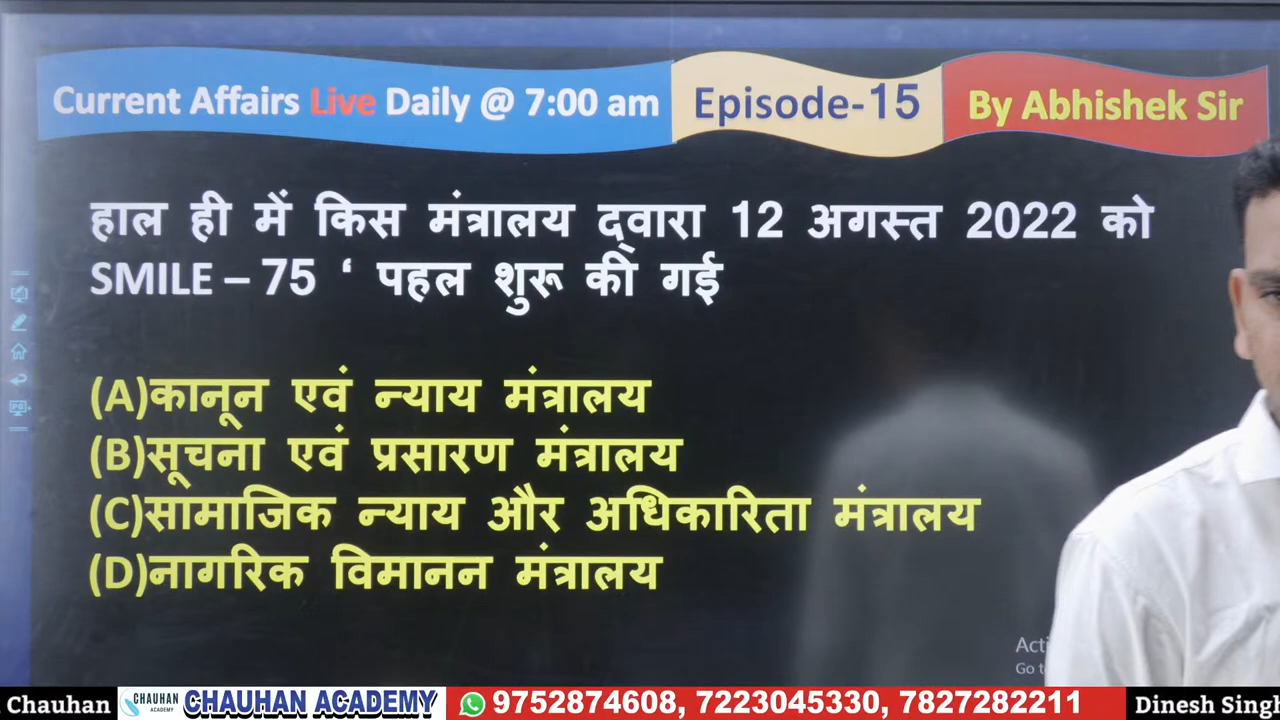 Current Affairs Live Daily @ 7:00 am Episode-15 By Abhishek Sir
हाल ही में किस मंत्रालय द्वारा 12 अगस्त 2022 को
SMILE – 75 ‘ पहल शुरू की गई
(A)कानून एवं न्याय मंत्रालय
(B)सूचना एवं प्रसारण मंत्रालय
(C)सामाजिक न्याय और अधिकारिता मंत्रालय
(D)नागरिक विमानन मंत्रालय
Chauhan CHAUHAN ACADEMY CHAUHAN ACADEMY 9752874608, 7223045330, 7827282211 Dinesh